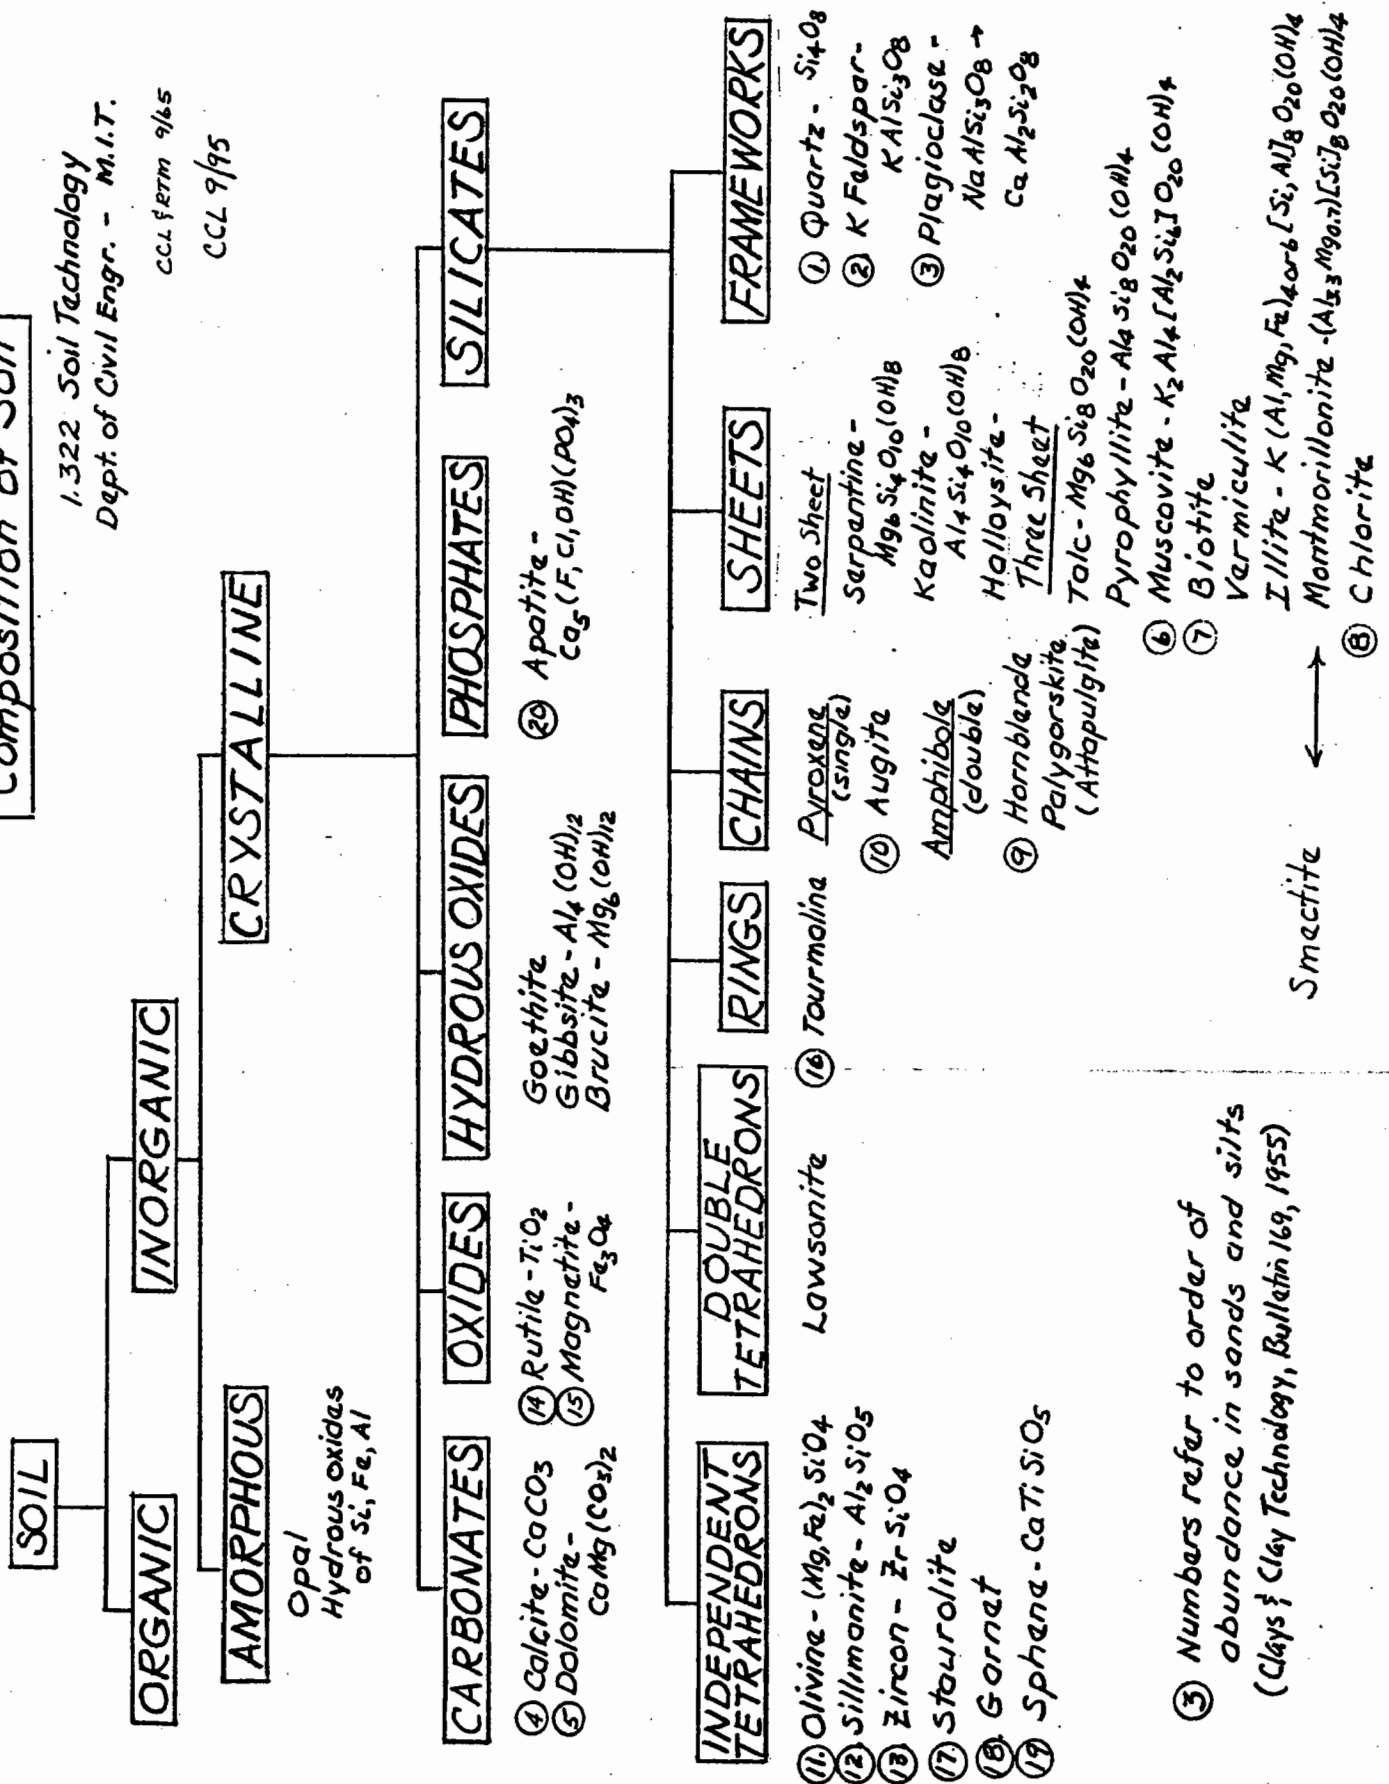 Composition of Soil
1.322 Soil Technology
Dept. of Civil Engr. - M.I.T.
CCL & RTM 9/65
CCL 9/95
SOIL
ORGANIC
INORGANIC
AMORPHOUS
Opal
Hydrous oxides
of Si, Fe, Al
CRYSTALLINE
CARBONATES
④ Calcite - CaCO3
⑤ Dolomite -
CaMg(CO3)2
OXIDES
⑭ Rutile - TiO2
⑮ Magnetite -
Fe3O4
HYDROUS OXIDES
Goethite
Gibbsite - Al4(OH)12
Brucite - Mg6(OH)12
PHOSPHATES
⑳ Apatite -
Ca5(F,Cl,OH)(PO4)3
SILICATES
INDEPENDENT
TETRAHEDRONS
⑪ Olivine - (Mg,Fe)2SiO4
⑫ Sillimanite - Al2SiO5
⑬ Zircon - ZrSiO4
⑰ Staurolite
⑱ Garnet
⑲ Sphene - CaTiSiO5
DOUBLE
TETRAHEDRONS
Lawsonite
RINGS
⑯ Tourmaline
CHAINS
Pyroxene
(single)
⑩ Augite
Amphibole
(double)
⑨ Hornblende
Palygorskite
(Attapulgite)
SHEETS
Two Sheet
Serpentine -
Mg6Si4O10(OH)8
Kaolinite -
Al4Si4O10(OH)8
Halloysite -
Three Sheet
Talc - Mg6Si8O20(OH)4
Pyrophyllite - Al4Si8O20(OH)4
⑥ Muscovite - K2Al4[Al2Si6]O20(OH)4
⑦ Biotite
Vermiculite
Illite - K(Al,Mg,Fe)4or6[Si,Al]8O20(OH)4
Smectite ⟷ Montmorillonite - (Al3.3Mg0.7)[Si]8O20(OH)4
⑧ Chlorite
FRAMEWORKS
① Quartz - Si4O8
② K Feldspar -
KAlSi3O8
③ Plagioclase -
NaAlSi3O8 →
CaAl2Si2O8
③ Numbers refer to order of
abundance in sands and silts
(Clays & Clay Technology, Bulletin 169, 1955)